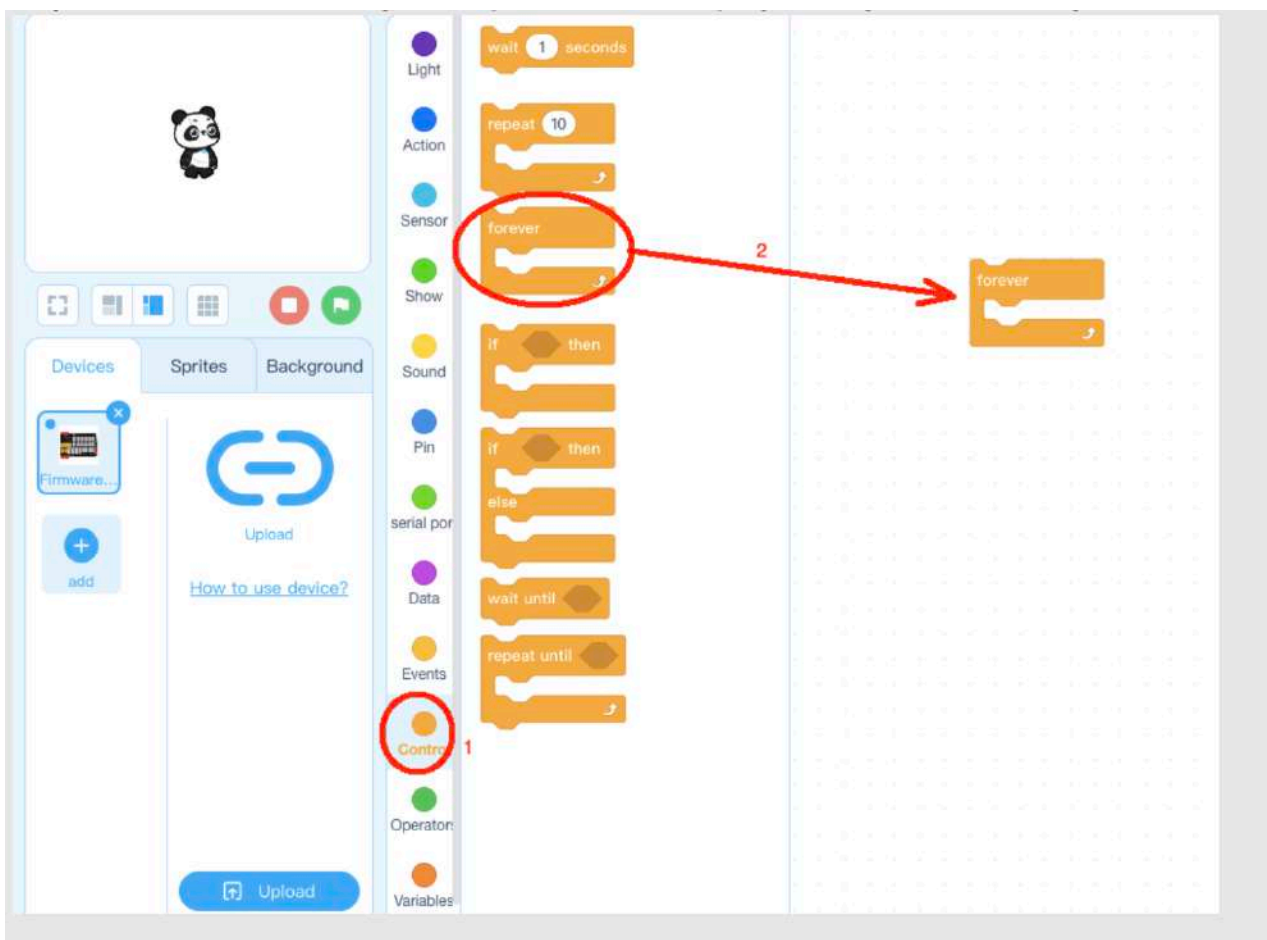 Light
Action
Sensor
Show
Sound
Pin
serial por
Data
Events
Contro
Operator
Variables
wait 1 seconds
repeat 10
forever
if then
if then
else
wait until
repeat until
1
2
forever
Devices
Sprites
Background
Firmware...
add
Upload
How to use device?
Upload